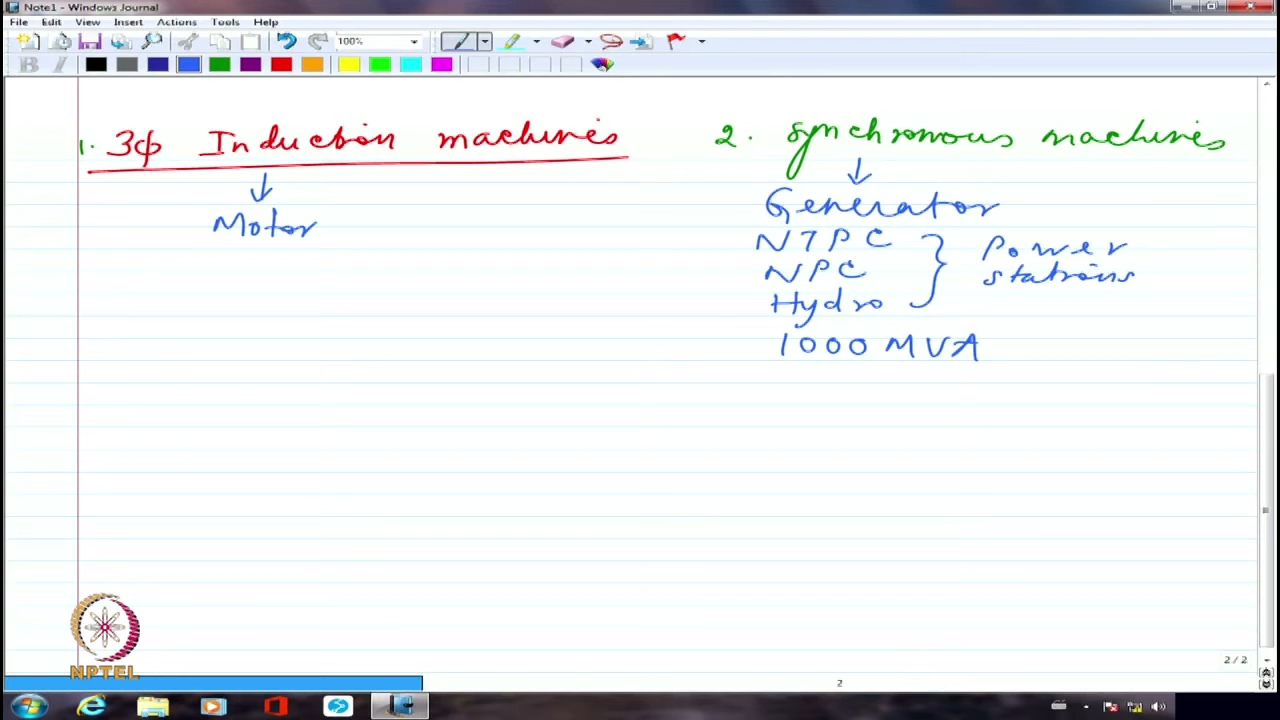 Note1 - Windows Journal
File Edit View Insert Actions Tools Help
100%
B I
1. 3φ Induction machines
2. synchronous machines
↓
Motor
↓
Generator
NTPC
NPC
Hydro
} Power
stations
1000 MVA
NPTEL
2/2
2